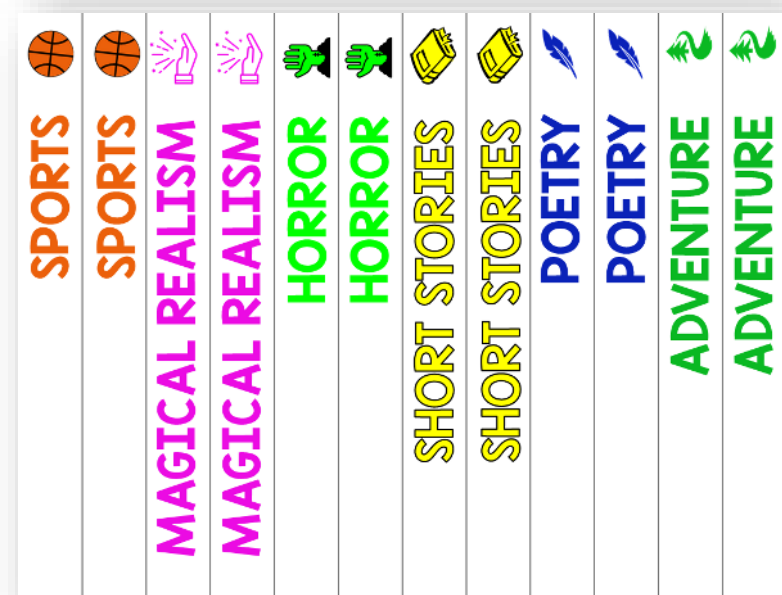 SPORTS
SPORTS
MAGICAL REALISM
MAGICAL REALISM
HORROR
HORROR
SHORT STORIES
SHORT STORIES
POETRY
POETRY
ADVENTURE
ADVENTURE